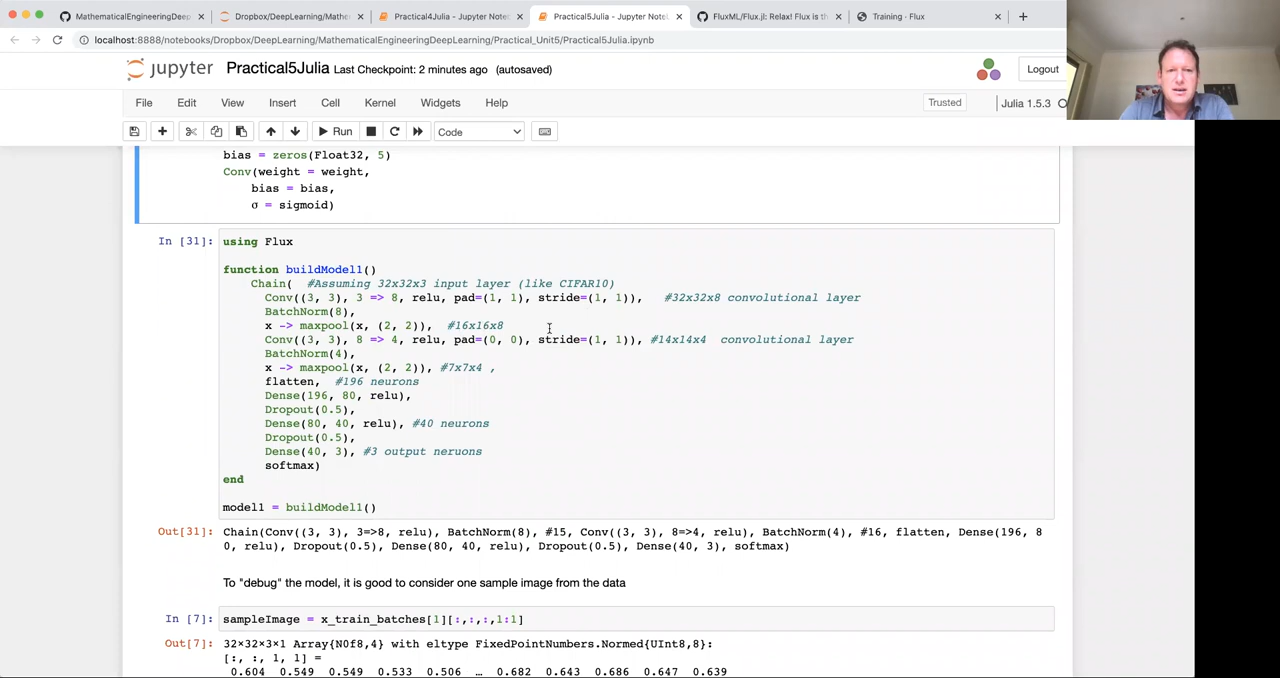 MathematicalEngineeringDeep
Dropbox/DeepLearning/Mathe
Practical4Julia - Jupyter Note
Practical5Julia - Jupyter Note
FluxML/Flux.jl: Relax! Flux is th
Training · Flux
localhost:8888/notebooks/Dropbox/DeepLearning/MathematicalEngineeringDeepLearning/Practical_Unit5/Practical5Julia.ipynb
jupyter Practical5Julia Last Checkpoint: 2 minutes ago (autosaved)
Logout
File Edit View Insert Cell Kernel Widgets Help
Trusted
Julia 1.5.3
Run
Code
bias = zeros(Float32, 5)
Conv(weight = weight,
bias = bias,
σ = sigmoid)
In [31]: using Flux
function buildModel1()
Chain( #Assuming 32x32x3 input layer (like CIFAR10)
Conv((3, 3), 3 => 8, relu, pad=(1, 1), stride=(1, 1)), #32x32x8 convolutional layer
BatchNorm(8),
x -> maxpool(x, (2, 2)), #16x16x8
Conv((3, 3), 8 => 4, relu, pad=(0, 0), stride=(1, 1)), #14x14x4 convolutional layer
BatchNorm(4),
x -> maxpool(x, (2, 2)), #7x7x4 ,
flatten, #196 neurons
Dense(196, 80, relu),
Dropout(0.5),
Dense(80, 40, relu), #40 neurons
Dropout(0.5),
Dense(40, 3), #3 output neruons
softmax)
end
model1 = buildModel1()
Out[31]: Chain(Conv((3, 3), 3=>8, relu), BatchNorm(8), #15, Conv((3, 3), 8=>4, relu), BatchNorm(4), #16, flatten, Dense(196, 8
0, relu), Dropout(0.5), Dense(80, 40, relu), Dropout(0.5), Dense(40, 3), softmax)
To "debug" the model, it is good to consider one sample image from the data
In [7]: sampleImage = x_train_batches[1][:,:,:,1:1]
Out[7]: 32×32×3×1 Array{N0f8,4} with eltype FixedPointNumbers.Normed{UInt8,8}:
[:, :, 1, 1] =
0.604 0.549 0.549 0.533 0.506 … 0.682 0.643 0.686 0.647 0.639